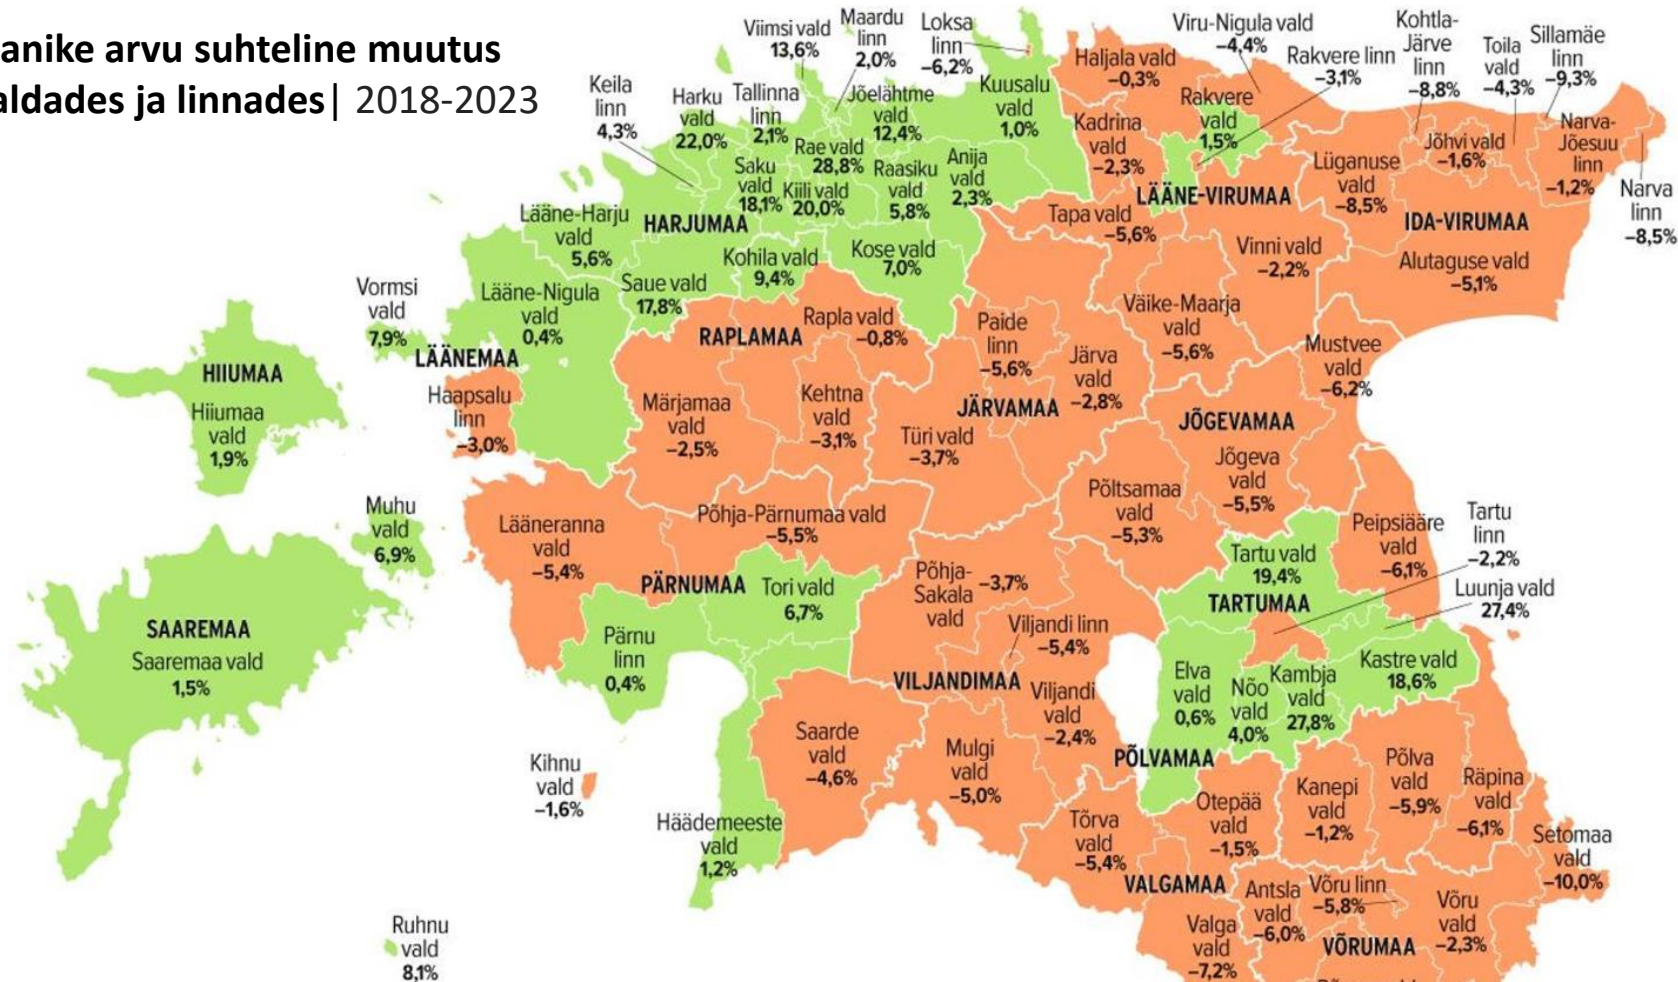 anike arvu suhteline muutus
aldades ja linnades| 2018-2023
Viimsi vald
13,6%
Maardu
linn
2,0%
Loksa
linn
–6,2%
Viru-Nigula vald
–4,4%
Rakvere linn
–3,1%
Kohtla-
Järve
linn
–8,8%
Toila
vald
–4,3%
Sillamäe
linn
–9,3%
Keila
linn
4,3%
Harku
vald
22,0%
Tallinna
linn
2,1%
Jõelähtme
vald
12,4%
Kuusalu
vald
1,0%
Haljala vald
–0,3%
Kadrina
vald
–2,3%
Rakvere
vald
1,5%
Rae vald
28,8%
Saku
vald
18,1%
Kiili vald
20,0%
Raasiku
vald
5,8%
Anija
vald
2,3%
LÄÄNE-VIRUMAA
Lüganuse
vald
–8,5%
Jõhvi vald
–1,6%
Narva-
Jõesuu
linn
–1,2%
Narva
linn
–8,5%
IDA-VIRUMAA
Alutaguse vald
–5,1%
Lääne-Harju
vald
5,6%
HARJUMAA
Kohila vald
9,4%
Kose vald
7,0%
Tapa vald
–5,6%
Vinni vald
–2,2%
Saue vald
17,8%
Vormsi
vald
7,9%
Lääne-Nigula
vald
0,4%
LÄÄNEMAA
Haapsalu
linn
–3,0%
RAPLAMAA
Rapla vald
–0,8%
Märjamaa
vald
–2,5%
Kehtna
vald
–3,1%
Paide
linn
–5,6%
Järva
vald
–2,8%
JÄRVAMAA
Türi vald
–3,7%
Väike-Maarja
vald
–5,6%
Mustvee
vald
–6,2%
JÕGEVAMAA
Jõgeva
vald
–5,5%
Põltsamaa
vald
–5,3%
HIIUMAA
Hiiumaa
vald
1,9%
Muhu
vald
6,9%
SAAREMAA
Saaremaa vald
1,5%
Lääneranna
vald
–5,4%
Põhja-Pärnumaa vald
–5,5%
PÄRNUMAA
Tori vald
6,7%
Pärnu
linn
0,4%
Põhja-
Sakala
vald
–3,7%
Viljandi linn
–5,4%
VILJANDIMAA
Viljandi
vald
–2,4%
Mulgi
vald
–5,0%
Saarde
vald
–4,6%
Kihnu
vald
–1,6%
Häädemeeste
vald
1,2%
Ruhnu
vald
8,1%
Tartu vald
19,4%
TARTUMAA
Peipsiääre
vald
–6,1%
Tartu
linn
–2,2%
Luunja vald
27,4%
Elva
vald
0,6%
Nõo
vald
4,0%
Kambja
vald
27,8%
Kastre vald
18,6%
PÕLVAMAA
Otepää
vald
–1,5%
Kanepi
vald
–1,2%
Põlva
vald
–5,9%
Räpina
vald
–6,1%
Setomaa
vald
–10,0%
Tõrva
vald
–5,4%
VALGAMAA
Valga
vald
–7,2%
Antsla
vald
–6,0%
Võru linn
–5,8%
Võru
vald
–2,3%
VÕRUMAA